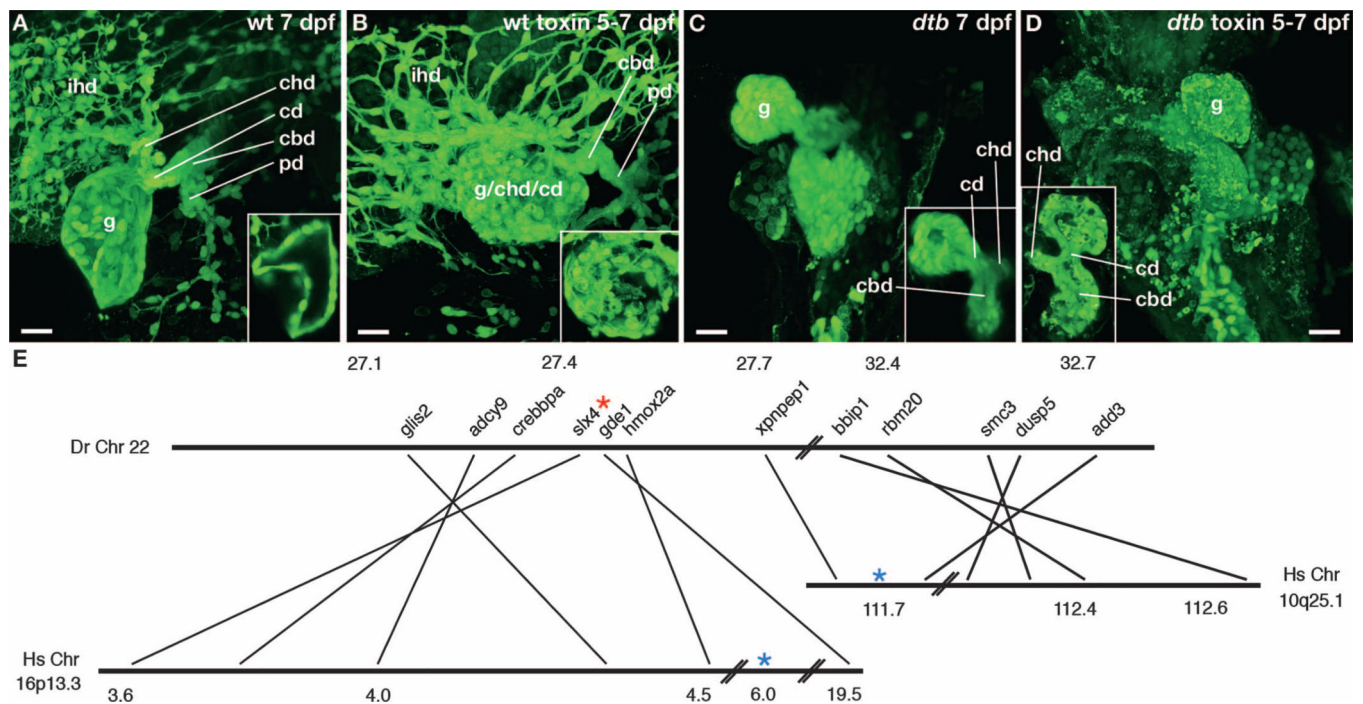 A wt 7 dpf
ihd
chd
cd
cbd
pd
g
B wt toxin 5-7 dpf
ihd
cbd
pd
g/chd/cd
C dtb 7 dpf
g
chd
cd
cbd
D dtb toxin 5-7 dpf
g
chd
cd
cbd
E
27.1 27.4 27.7 32.4 32.7
glis2 adcy9 crebbpa slx4 * gde1 hmox2a xpnpep1 bbip1 rbm20 smc3 dusp5 add3
Dr Chr 22
* Hs Chr
10q25.1
111.7 112.4 112.6
Hs Chr *
16p13.3
3.6 4.0 4.5 6.0 19.5